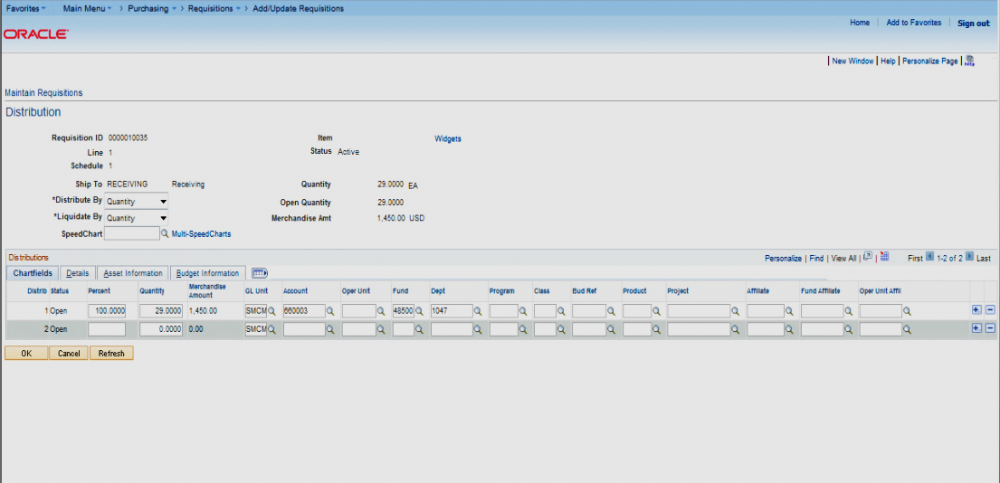 Favorites Main Menu > Purchasing > Requisitions > Add/Update Requisitions
Home Add to Favorites Sign out
ORACLE
New Window | Help | Personalize Page | http
Maintain Requisitions
Distribution
Requisition ID 0000010035 Item Widgets
Line 1 Status Active
Schedule 1
Ship To RECEIVING Receiving Quantity 29.0000 EA
*Distribute By Quantity Open Quantity 29.0000
*Liquidate By Quantity Merchandise Amt 1,450.00 USD
SpeedChart Multi-SpeedCharts
Distributions Personalize | Find | View All | First 1-2 of 2 Last
Chartfields Details Asset Information Budget Information
Distrib Status Percent Quantity Merchandise Amount GL Unit Account Oper Unit Fund Dept Program Class Bud Ref Product Project Affiliate Fund Affiliate Oper Unit Affil
1 Open 100.0000 29.0000 1,450.00 SMCM 660003 48500 1047
2 Open 0.0000 0.00 SMCM
OK Cancel Refresh